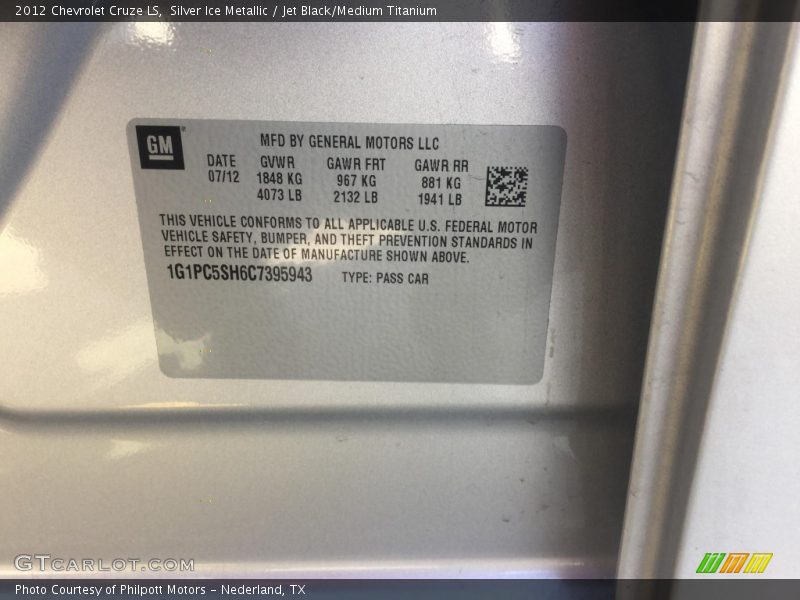 2012 Chevrolet Cruze LS,  Silver Ice Metallic / Jet Black/Medium Titanium
GM
MFD BY GENERAL MOTORS LLC
DATE GVWR GAWR FRT GAWR RR
07/12 1848 KG 967 KG 881 KG
4073 LB 2132 LB 1941 LB
THIS VEHICLE CONFORMS TO ALL APPLICABLE U.S. FEDERAL MOTOR
VEHICLE SAFETY, BUMPER, AND THEFT PREVENTION STANDARDS IN
EFFECT ON THE DATE OF MANUFACTURE SHOWN ABOVE.
1G1PC5SH6C7395943 TYPE: PASS CAR
GTcarlot.com
Photo Courtesy of Philpott Motors - Nederland, TX